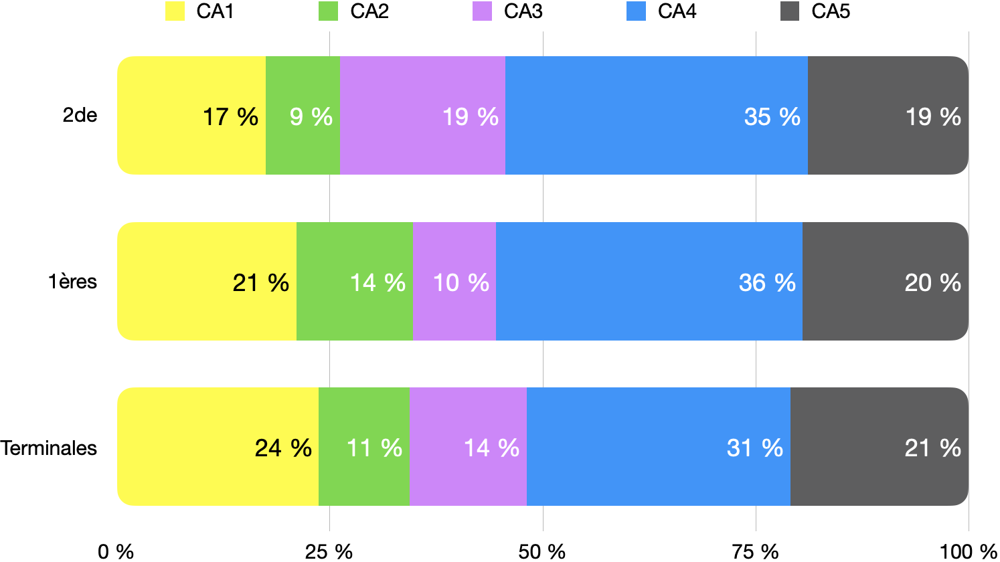 CA1 CA2 CA3 CA4 CA5
2de 17 % 9 % 19 % 35 % 19 %
1ères 21 % 14 % 10 % 36 % 20 %
Terminales 24 % 11 % 14 % 31 % 21 %
0 % 25 % 50 % 75 % 100 %